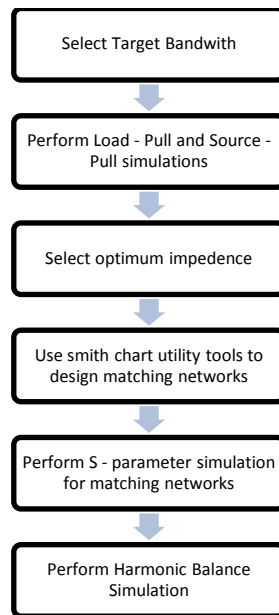 Select Target Bandwith
Perform Load - Pull and Source -
Pull simulations
Select optimum impedence
Use smith chart utility tools to
design matching networks
Perform S - parameter simulation
for matching networks
Perform Harmonic Balance
Simulation